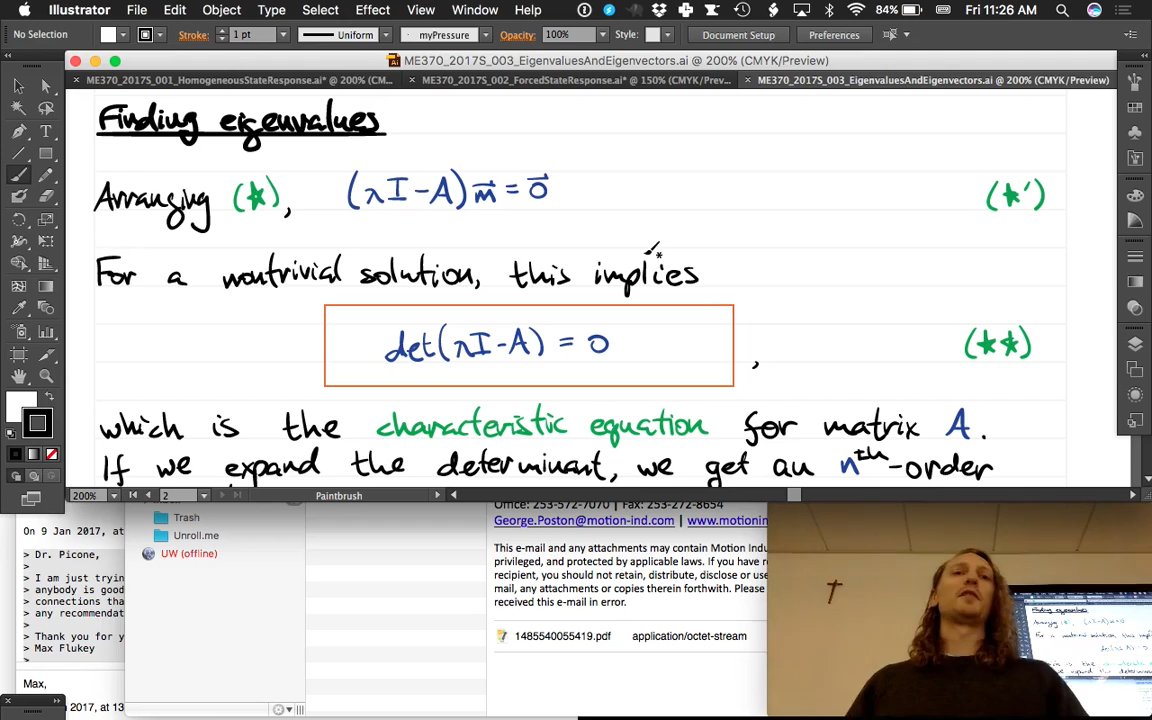 Illustrator File Edit Object Type Select Effect View Window Help 84% Fri 11:26 AM
No Selection Stroke: 1 pt Uniform myPressure Opacity: 100% Style: Document Setup Preferences
ME370_2017S_003_EigenvaluesAndEigenvectors.ai @ 200% (CMYK/Preview)
ME370_2017S_001_HomogeneousStateResponse.ai* @ 200% (CM... ME370_2017S_002_ForcedStateResponse.ai* @ 150% (CMYK/Prev... ME370_2017S_003_EigenvaluesAndEigenvectors.ai @ 200% (CMYK/Preview)
Finding eigenvalues
Arranging (★), (λI-A)m⃗ = 0⃗ (★')
For a nontrivial solution, this implies
det(λI-A) = 0 , (★★)
which is the characteristic equation for matrix A.
If we expand the determinant, we get an nth-order
200% 2 Paintbrush
On 9 Jan 2017, at
> Dr. Picone,
>
> I am just tryin
> anybody is good
> connections tha
> any recommendat
>
> Thank you for y
> Max Flukey
>
Max,
2017, at 13
Trash
Unroll.me
UW (offline)
Office: 253-572-7070 | Fax: 253-272-8654
George.Poston@motion-ind.com | www.motionin
This e-mail and any attachments may contain Motion Indu
privileged, and protected by applicable laws. If you have r
recipient, you should not retain, distribute, disclose or use
mail, any attachments or copies therein forthwith. Please
received this e-mail in error.
1485540055419.pdf application/octet-stream